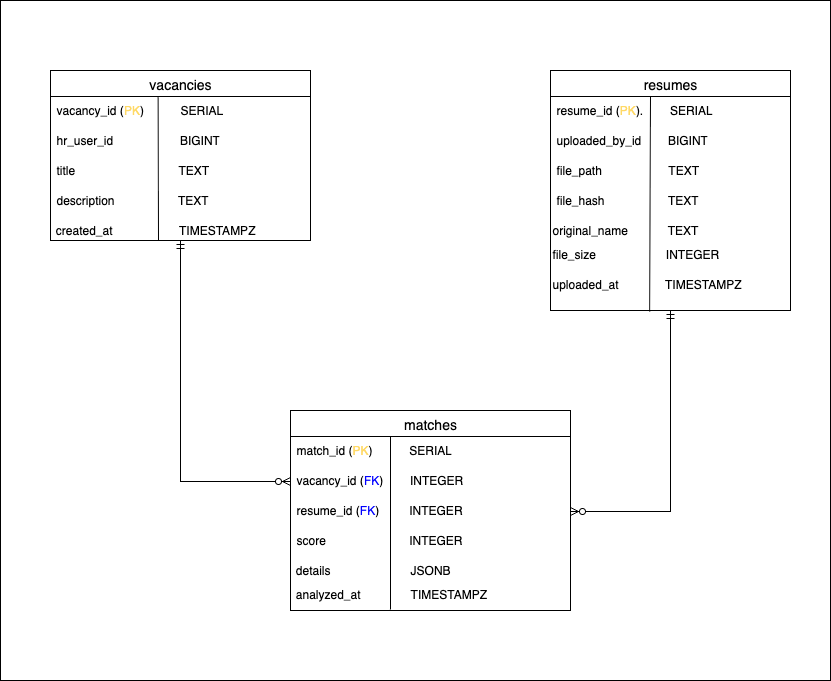 vacancies
vacancy_id (PK) SERIAL
hr_user_id BIGINT
title TEXT
description TEXT
created_at TIMESTAMPZ
resumes
resume_id (PK). SERIAL
uploaded_by_id BIGINT
file_path TEXT
file_hash TEXT
original_name TEXT
file_size INTEGER
uploaded_at TIMESTAMPZ
matches
match_id (PK) SERIAL
vacancy_id (FK) INTEGER
resume_id (FK) INTEGER
score INTEGER
details JSONB
analyzed_at TIMESTAMPZ